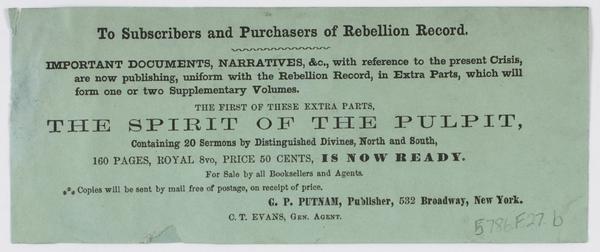 To Subscribers and Purchasers of Rebellion Record.
IMPORTANT DOCUMENTS, NARRATIVES, &c., with reference to the present Crisis,
are now publishing, uniform with the Rebellion Record, in Extra Parts, which will
form one or two Supplementary Volumes.
THE FIRST OF THESE EXTRA PARTS,
THE SPIRIT OF THE PULPIT,
Containing 20 Sermons by Distinguished Divines, North and South,
160 PAGES, ROYAL 8vo, PRICE 50 CENTS, IS NOW READY.
For Sale by all Booksellers and Agents.
⁂ Copies will be sent by mail free of postage, on receipt of price.
G. P. PUTNAM, Publisher, 532 Broadway, New York.
C. T. EVANS, GEN. AGENT.
5786.F.27.b